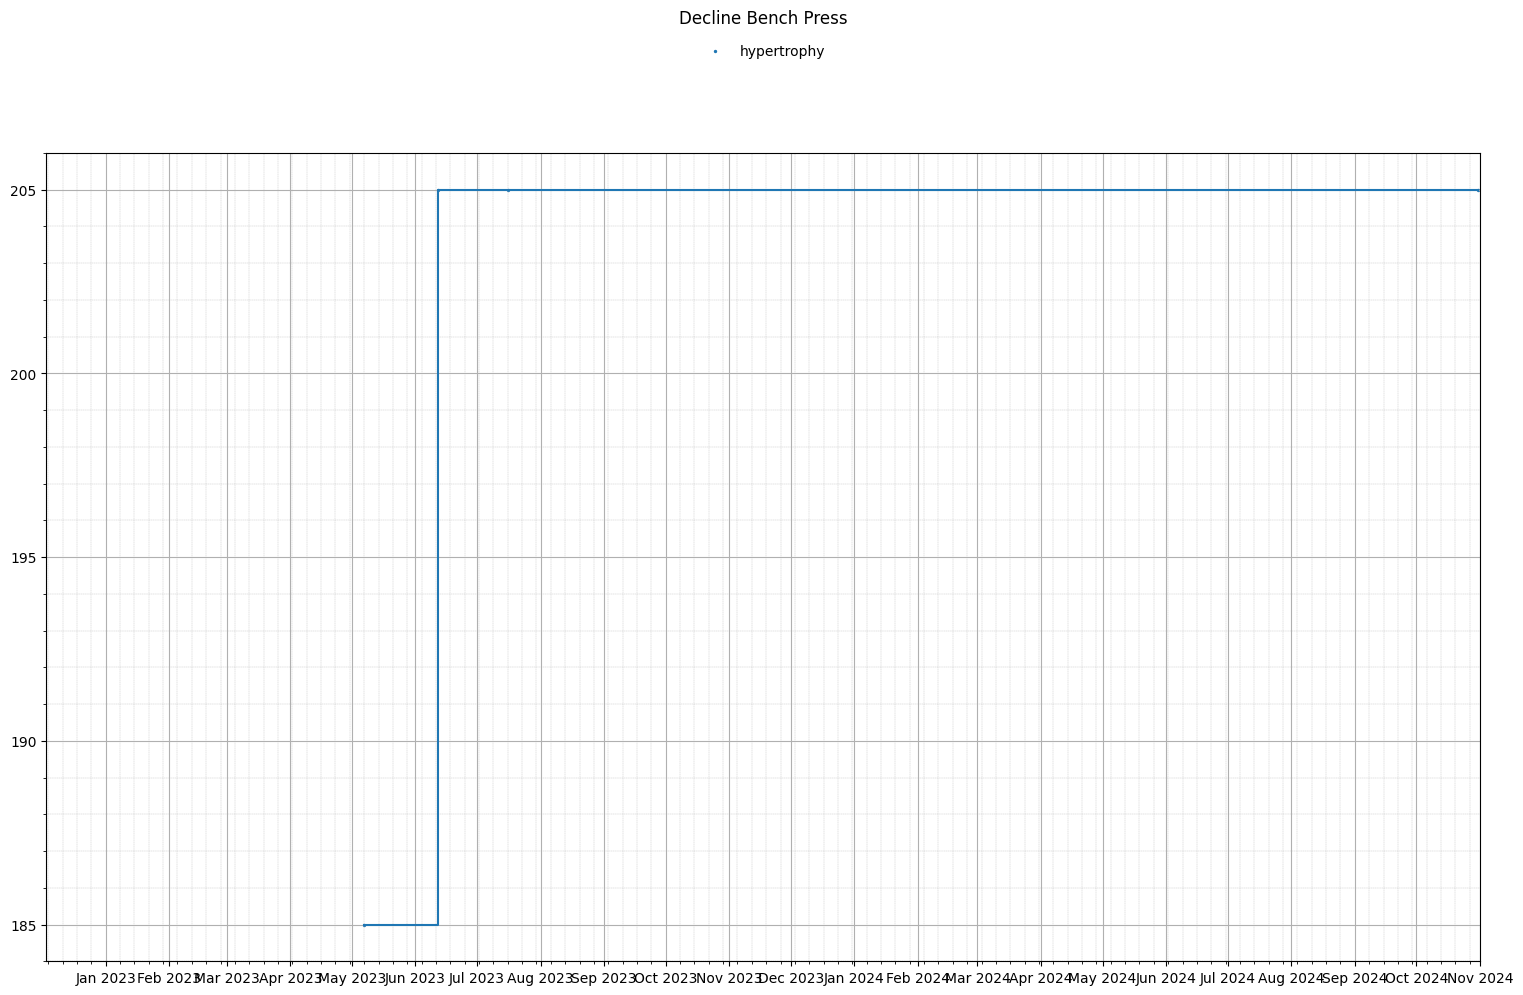 Decline Bench Press
hypertrophy
205
200
195
190
185
Jan 2023 Feb 2023 Mar 2023 Apr 2023 May 2023 Jun 2023 Jul 2023 Aug 2023 Sep 2023 Oct 2023 Nov 2023 Dec 2023 Jan 2024 Feb 2024 Mar 2024 Apr 2024 May 2024 Jun 2024 Jul 2024 Aug 2024 Sep 2024 Oct 2024 Nov 2024